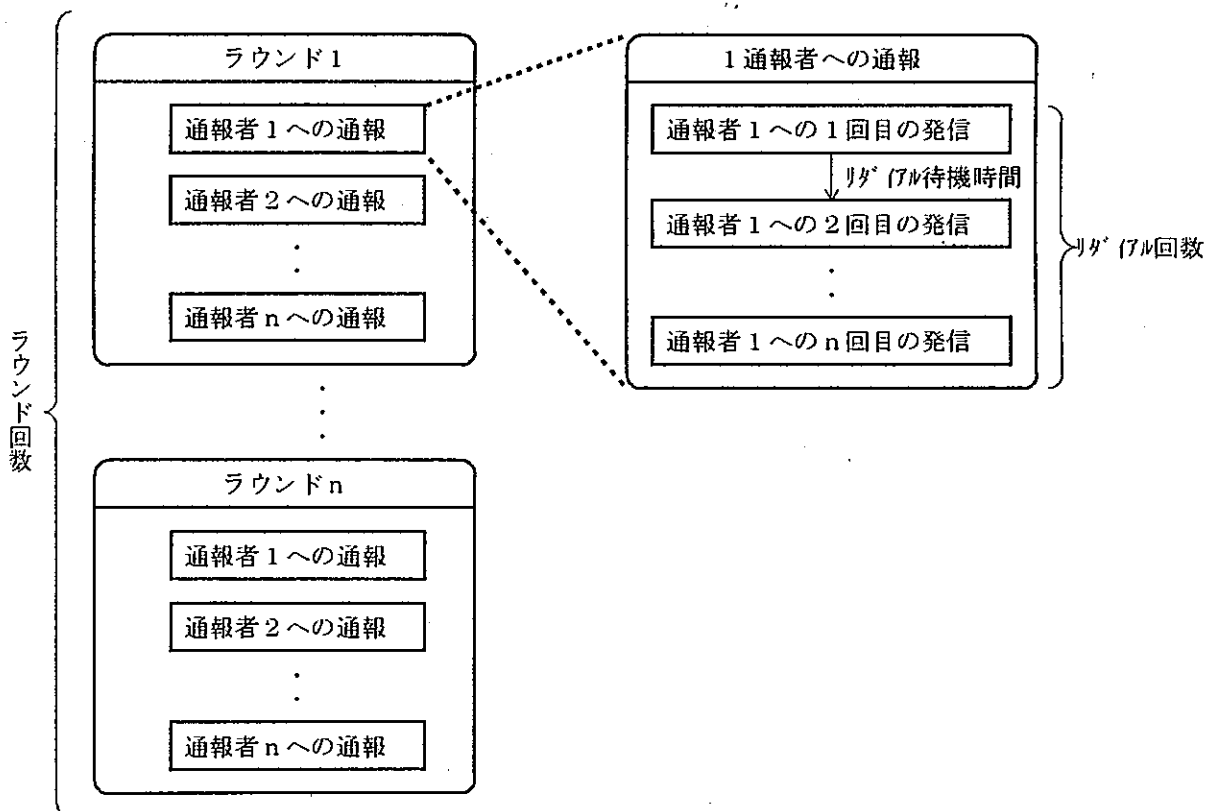 ラウンド1
通報者1への通報
通報者2への通報
通報者nへの通報
1通報者への通報
通報者1への1回目の発信
リダイアル待機時間
通報者1への2回目の発信
通報者1へのn回目の発信
リダイアル回数
ラウンド回数
ラウンドn
通報者1への通報
通報者2への通報
通報者nへの通報